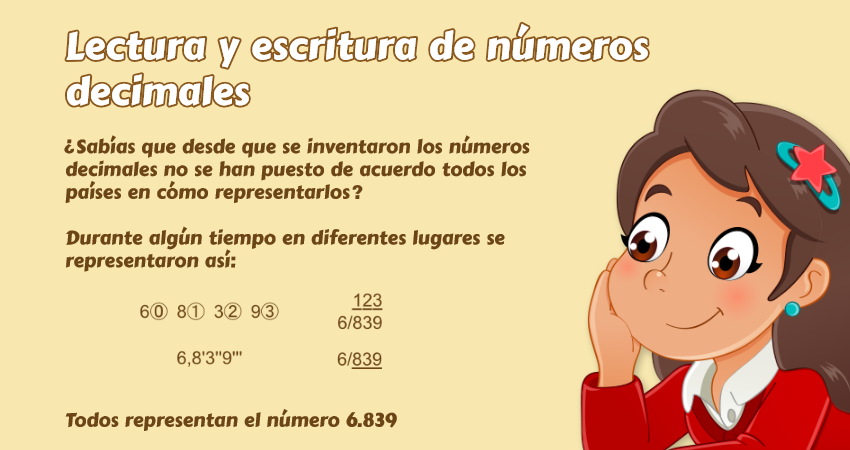 Lectura y escritura de números
decimales
¿Sabías que desde que se inventaron los números
decimales no se han puesto de acuerdo todos los
países en cómo representarlos?
Durante algún tiempo en diferentes lugares se
representaron así:
6⓪ 8① 3② 9③
123
6/839
6,8'3"9"'
6/839
Todos representan el número 6.839